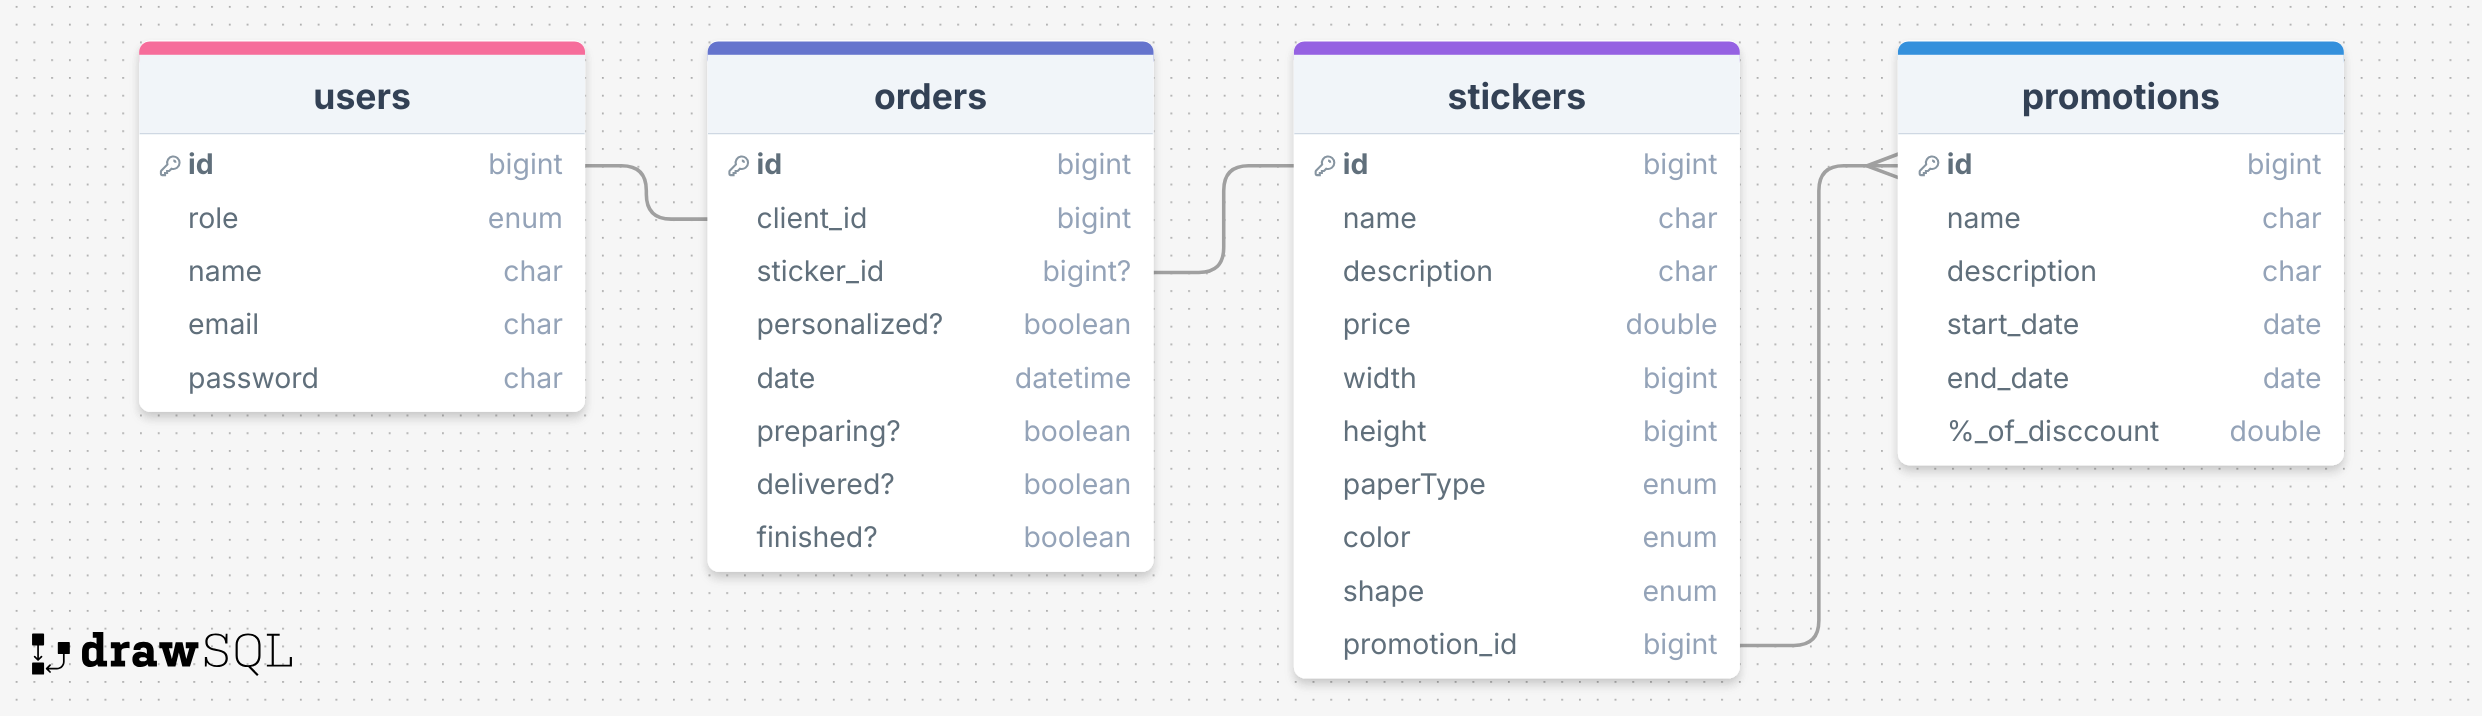 users
id bigint
role enum
name char
email char
password char
orders
id bigint
client_id bigint
sticker_id bigint?
personalized? boolean
date datetime
preparing? boolean
delivered? boolean
finished? boolean
stickers
id bigint
name char
description char
price double
width bigint
height bigint
paperType enum
color enum
shape enum
promotion_id bigint
promotions
id bigint
name char
description char
start_date date
end_date date
%_of_disccount double
drawSQL